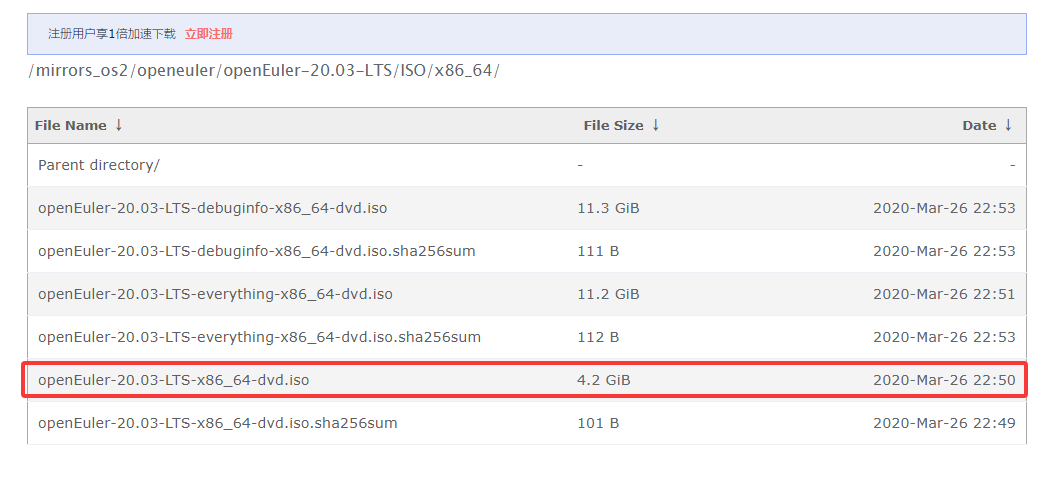 注册用户享1倍加速下载 立即注册
/mirrors_os2/openeuler/openEuler-20.03-LTS/ISO/x86_64/
File Name ↓ File Size ↓ Date ↓
Parent directory/ - -
openEuler-20.03-LTS-debuginfo-x86_64-dvd.iso 11.3 GiB 2020-Mar-26 22:53
openEuler-20.03-LTS-debuginfo-x86_64-dvd.iso.sha256sum 111 B 2020-Mar-26 22:53
openEuler-20.03-LTS-everything-x86_64-dvd.iso 11.2 GiB 2020-Mar-26 22:51
openEuler-20.03-LTS-everything-x86_64-dvd.iso.sha256sum 112 B 2020-Mar-26 22:53
openEuler-20.03-LTS-x86_64-dvd.iso 4.2 GiB 2020-Mar-26 22:50
openEuler-20.03-LTS-x86_64-dvd.iso.sha256sum 101 B 2020-Mar-26 22:49